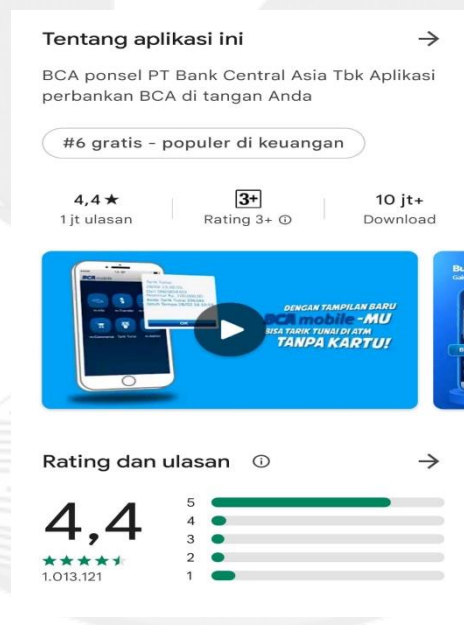 Tentang aplikasi ini
BCA ponsel PT Bank Central Asia Tbk Aplikasi
perbankan BCA di tangan Anda
#6 gratis - populer di keuangan
4,4★
1 jt ulasan
3+
Rating 3+
10 jt+
Download
DENGAN TAMPILAN BARU
BCA mobile -MU
BISA TARIK TUNAI DI ATM
TANPA KARTU!
OK
Rating dan ulasan
4,4
1.013.121
5
4
3
2
1